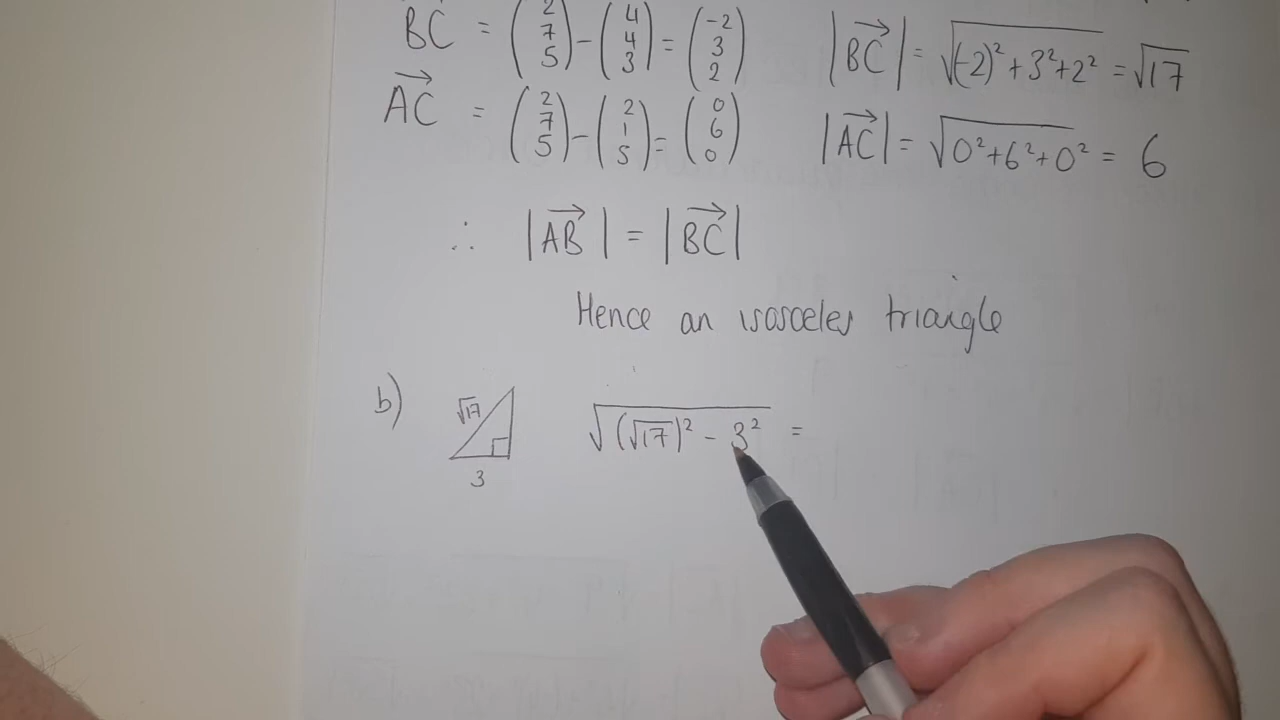 BC = (2 7 5) − (4 4 3) = (−2 3 2) |BC| = √(−2)² + 3² + 2² = √17
AC = (2 7 5) − (2 1 5) = (0 6 0) |AC| = √0² + 6² + 0² = 6
∴ |AB| = |BC|
Hence an isosceles triangle
b) √17 √(√17)² − 3² =
3